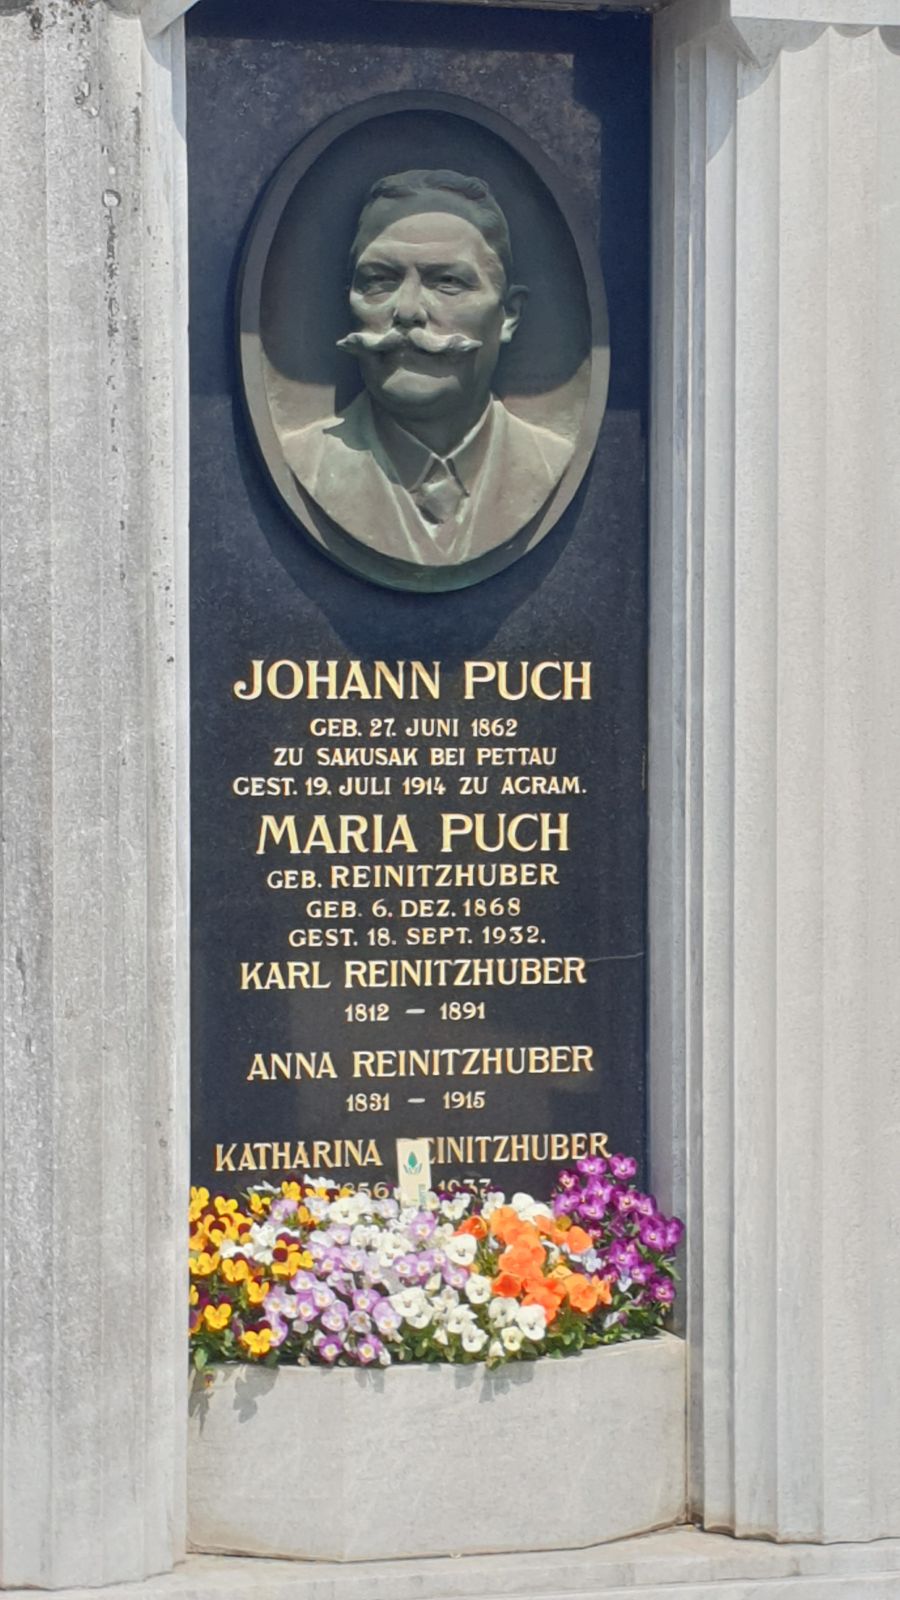 JOHANN PUCH
GEB. 27. JUNI 1862
ZU SAKUSAK BEI PETTAU
GEST. 19. JULI 1914 ZU AGRAM.
MARIA PUCH
GEB. REINITZHUBER
GEB. 6. DEZ. 1868
GEST. 18. SEPT. 1932.
KARL REINITZHUBER
1812 – 1891
ANNA REINITZHUBER
1831 – 1915
KATHARINA